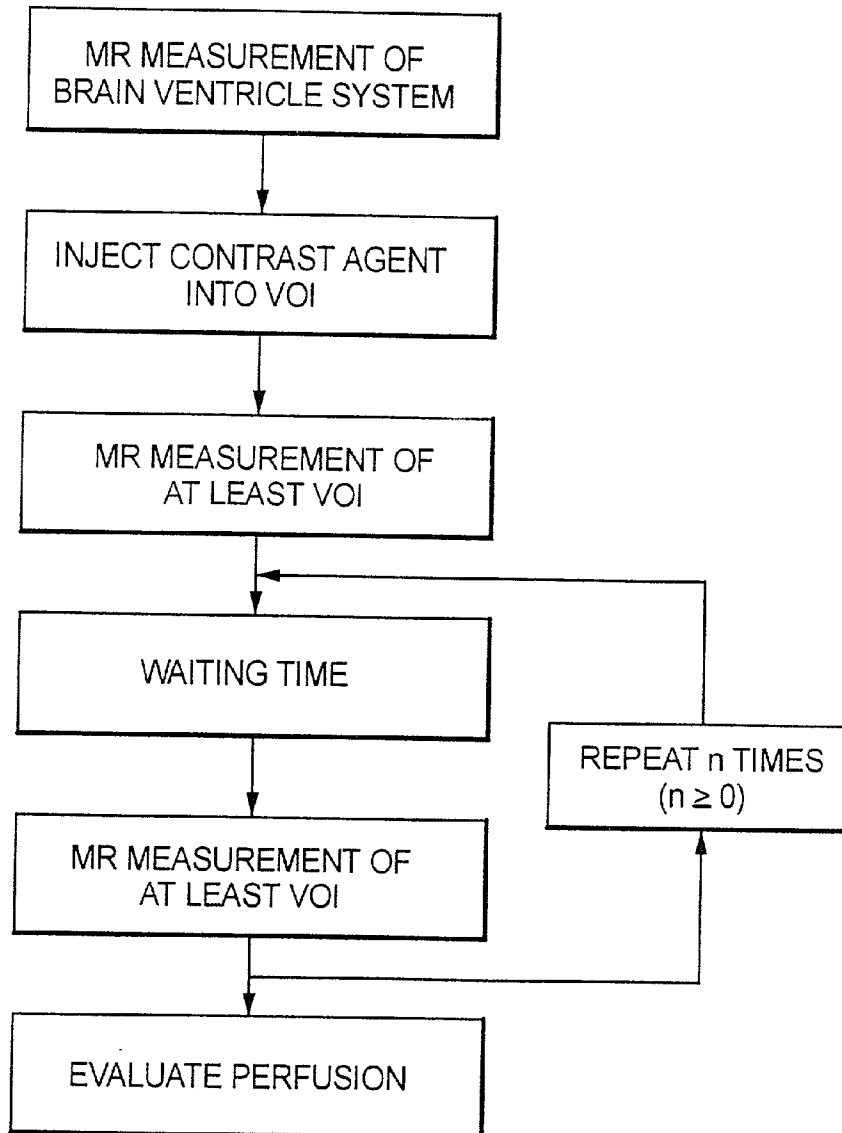 MR MEASUREMENT OF
BRAIN VENTRICLE SYSTEM
INJECT CONTRAST AGENT
INTO VOI
MR MEASUREMENT OF
AT LEAST VOI
WAITING TIME
REPEAT n TIMES
(n ≥ 0)
MR MEASUREMENT OF
AT LEAST VOI
EVALUATE PERFUSION